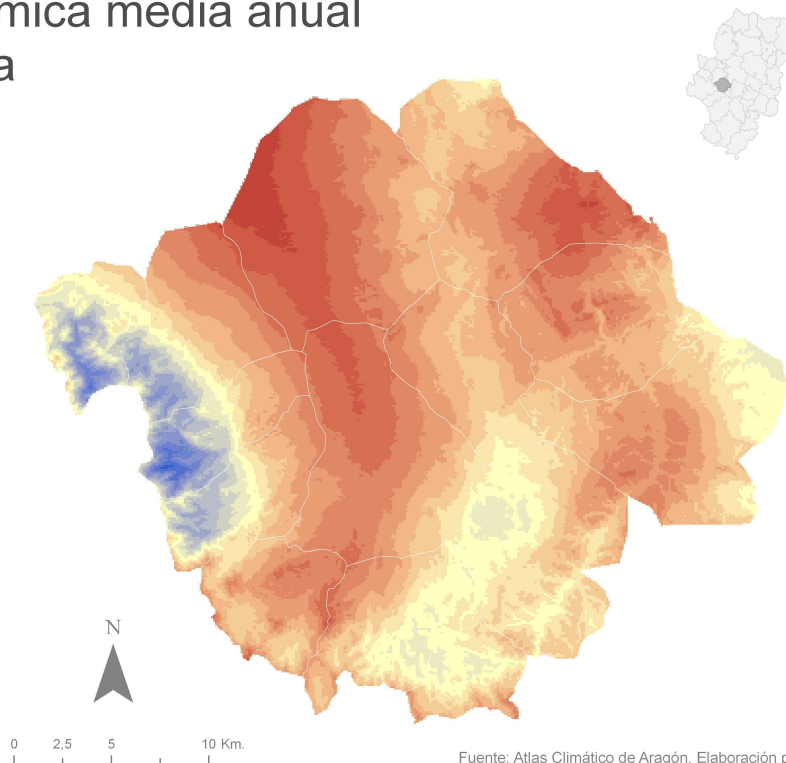 mica media anual
a
N
0 2,5 5 10 Km.
Fuente: Atlas Climático de Aragón. Elaboración p